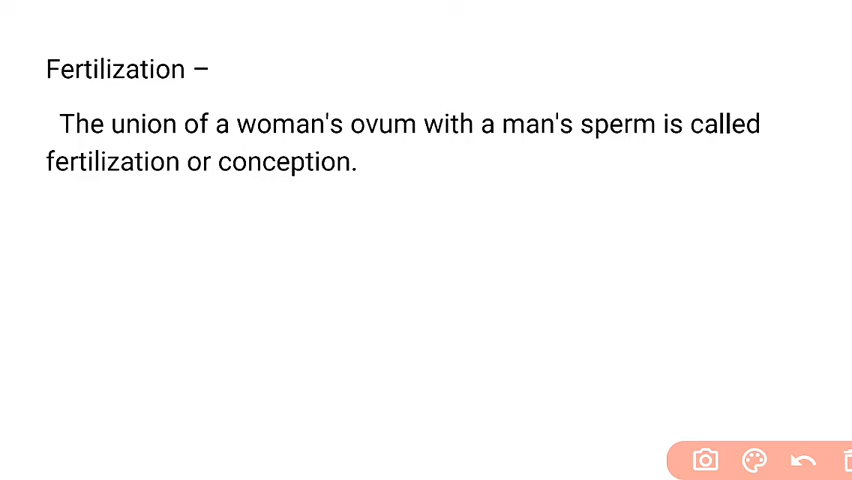 Fertilization –
The union of a woman's ovum with a man's sperm is called
fertilization or conception.